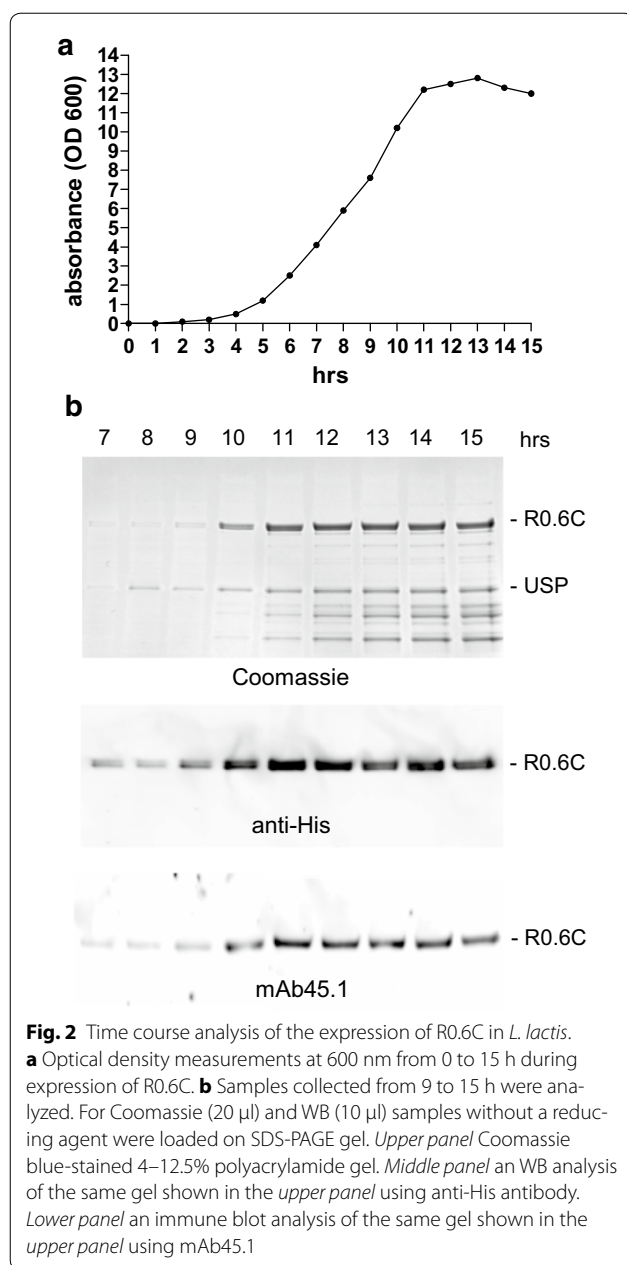 a
14
13
12
11
10
9
8
7
6
5
4
3
2
1
0
absorbance (OD 600)
0 1 2 3 4 5 6 7 8 9 10 11 12 13 14 15
hrs
b
7 8 9 10 11 12 13 14 15 hrs
- R0.6C
- USP
Coomassie
- R0.6C
anti-His
- R0.6C
mAb45.1
Fig. 2 Time course analysis of the expression of R0.6C in L. lactis.
a Optical density measurements at 600 nm from 0 to 15 h during
expression of R0.6C. b Samples collected from 9 to 15 h were ana-
lyzed. For Coomassie (20 µl) and WB (10 µl) samples without a reduc-
ing agent were loaded on SDS-PAGE gel. Upper panel Coomassie
blue-stained 4–12.5% polyacrylamide gel. Middle panel an WB analysis
of the same gel shown in the upper panel using anti-His antibody.
Lower panel an immune blot analysis of the same gel shown in the
upper panel using mAb45.1